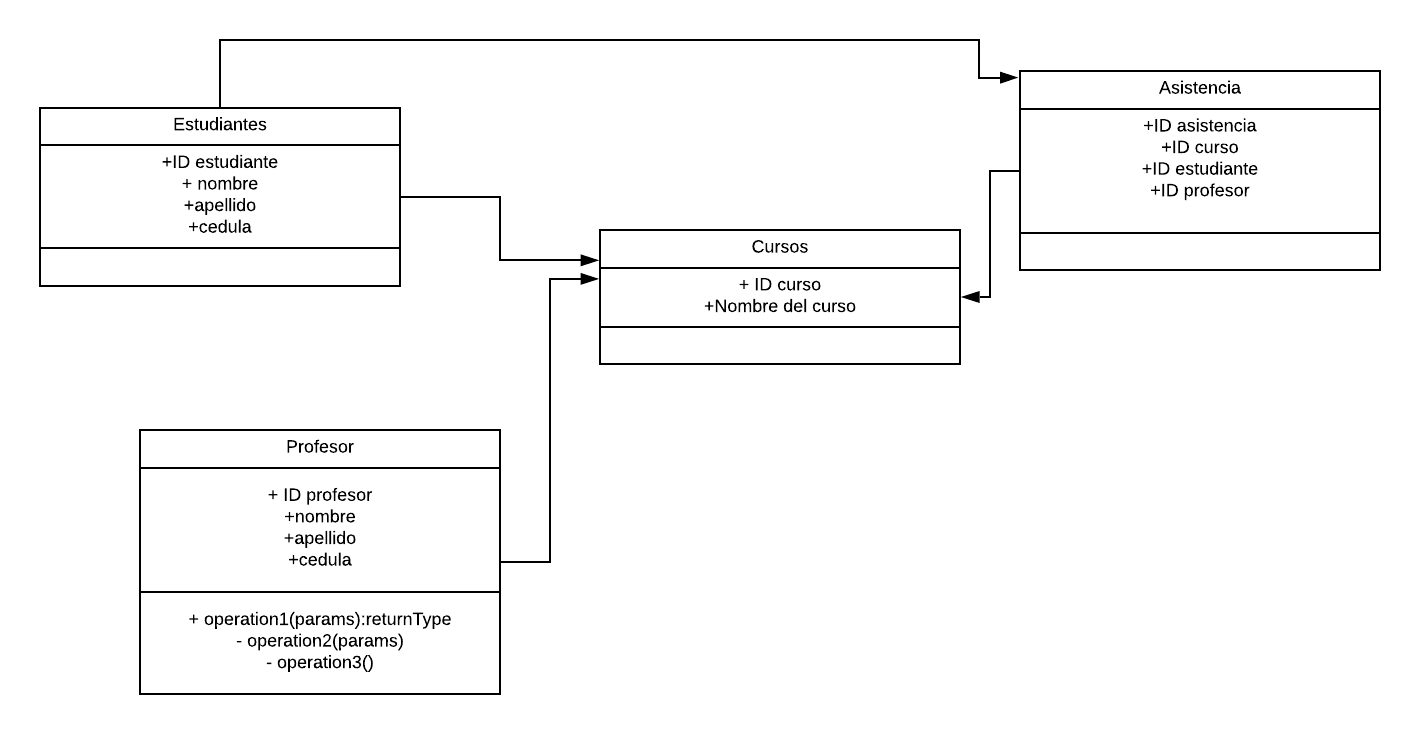 Estudiantes
+ID estudiante
+ nombre
+apellido
+cedula
Asistencia
+ID asistencia
+ID curso
+ID estudiante
+ID profesor
Cursos
+ ID curso
+Nombre del curso
Profesor
+ ID profesor
+nombre
+apellido
+cedula
+ operation1(params):returnType
- operation2(params)
- operation3()